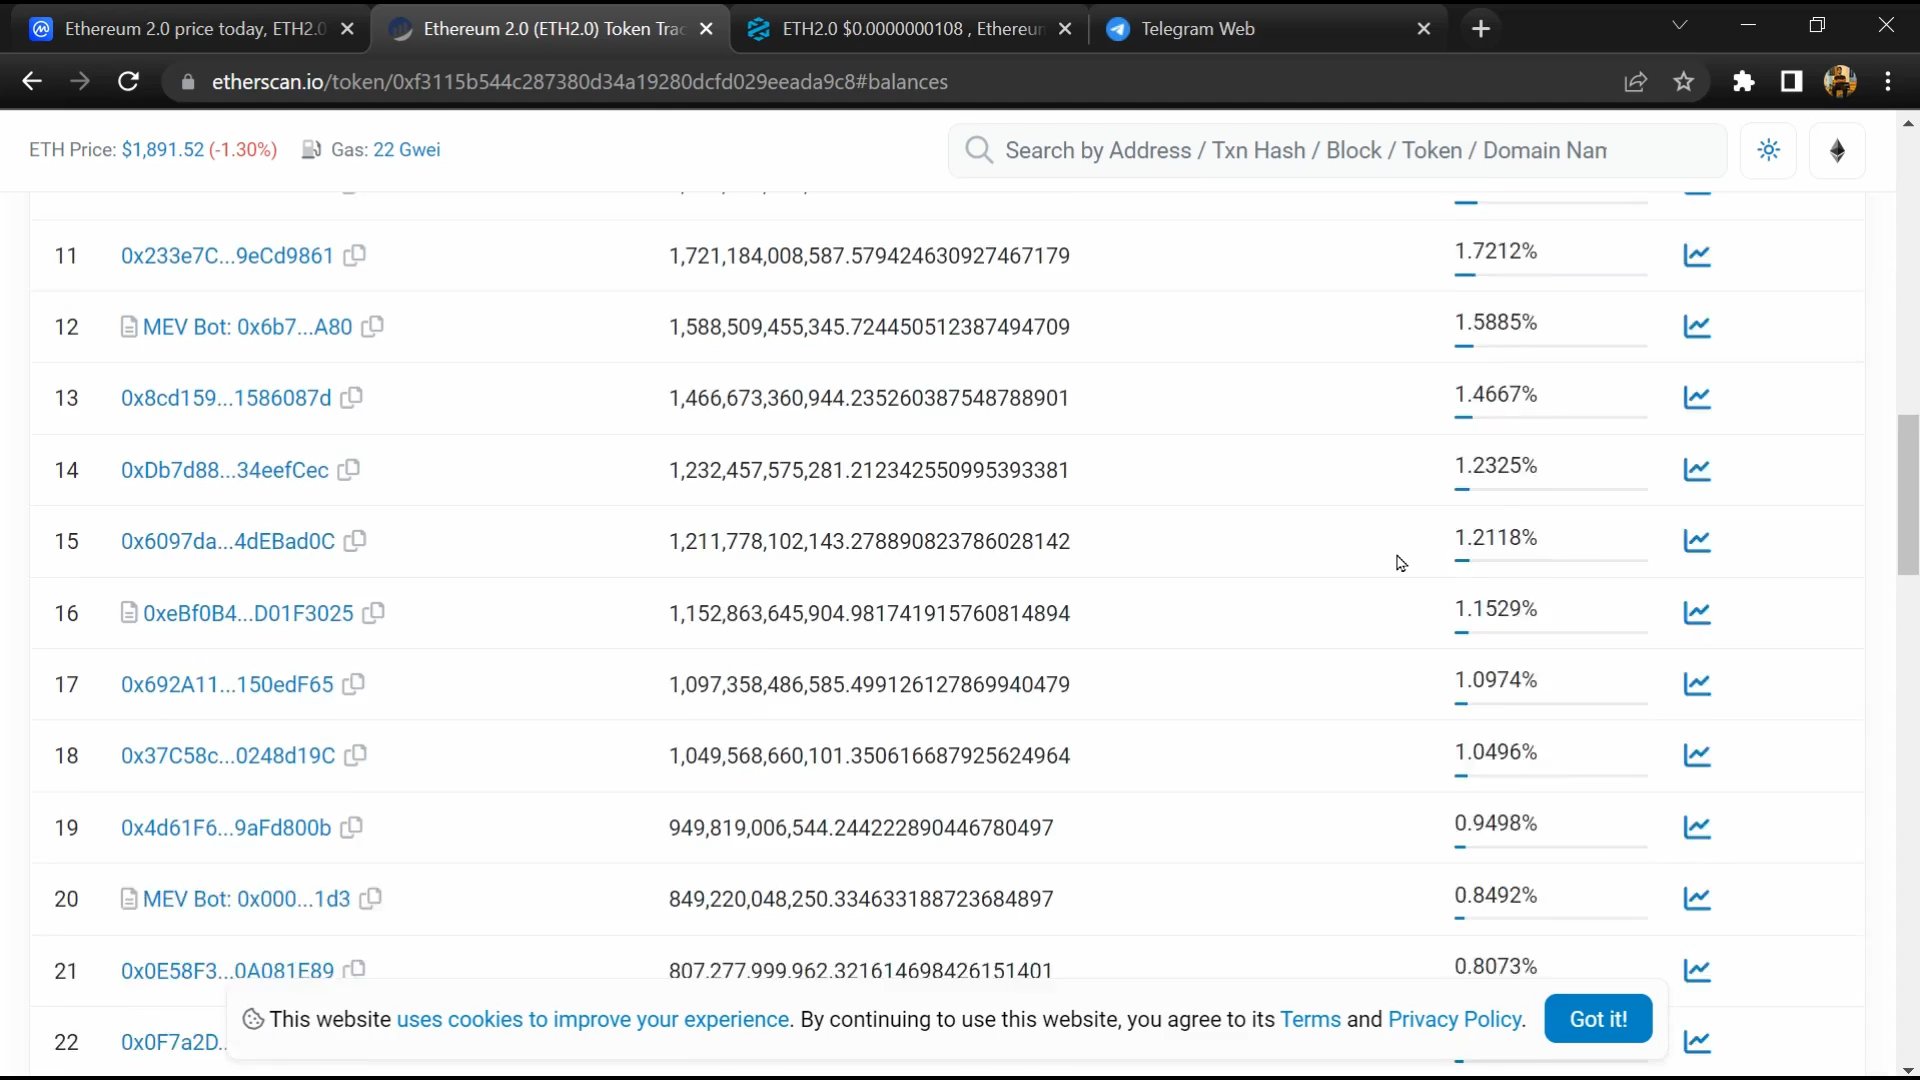 Ethereum 2.0 price today, ETH2.0
Ethereum 2.0 (ETH2.0) Token Trac
ETH2.0 $0.0000000108 , Ethereum
Telegram Web
etherscan.io/token/0xf3115b544c287380d34a19280dcfd029eeada9c8#balances
ETH Price: $1,891.52 (-1.30%) Gas: 22 Gwei
Search by Address / Txn Hash / Block / Token / Domain Nam
11 0x233e7C...9eCd9861 1,721,184,008,587.579424630927467179 1.7212%
12 MEV Bot: 0x6b7...A80 1,588,509,455,345.724450512387494709 1.5885%
13 0x8cd159...1586087d 1,466,673,360,944.235260387548788901 1.4667%
14 0xDb7d88...34eefCec 1,232,457,575,281.212342550995393381 1.2325%
15 0x6097da...4dEBad0C 1,211,778,102,143.278890823786028142 1.2118%
16 0xeBf0B4...D01F3025 1,152,863,645,904.981741915760814894 1.1529%
17 0x692A11...150edF65 1,097,358,486,585.499126127869940479 1.0974%
18 0x37C58c...0248d19C 1,049,568,660,101.350616687925624964 1.0496%
19 0x4d61F6...9aFd800b 949,819,006,544.244222890446780497 0.9498%
20 MEV Bot: 0x000...1d3 849,220,048,250.334633188723684897 0.8492%
21 0x0E58F3...0A081E89 807,277,999,962.321614698426151401 0.8073%
22 0x0F7a2D..
This website uses cookies to improve your experience. By continuing to use this website, you agree to its Terms and Privacy Policy.
Got it!